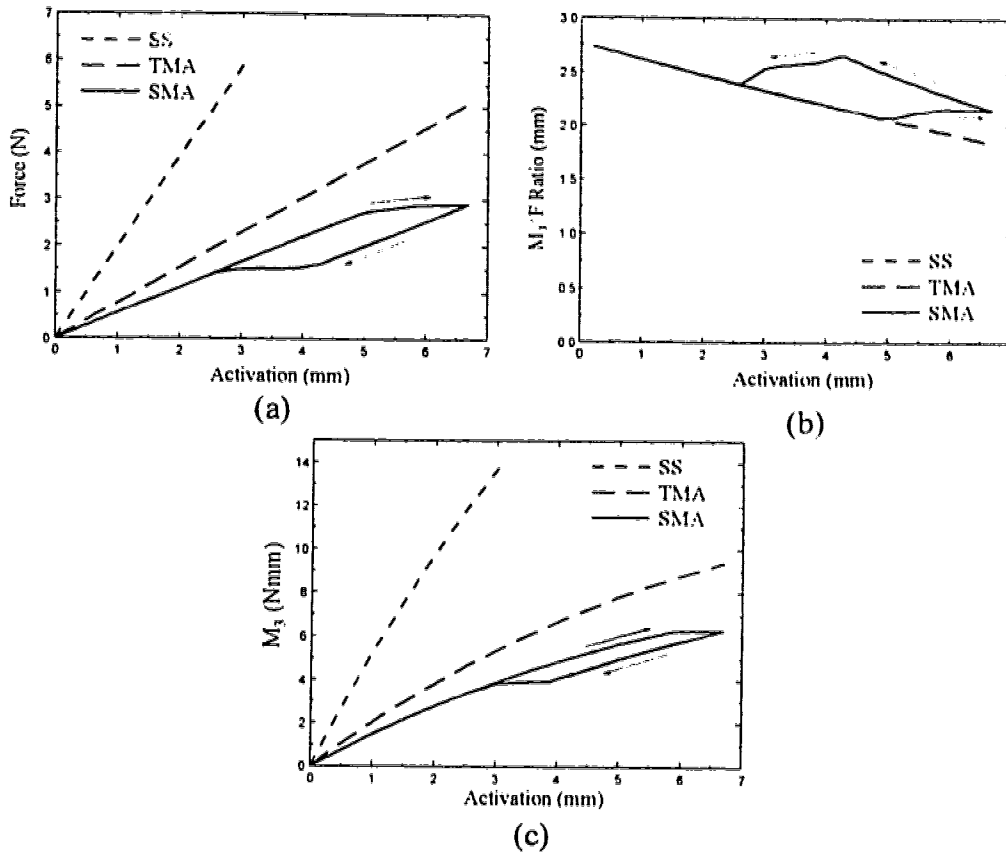 7
6
5
4
3
2
1
0
Force (N)
SS
TMA
SMA
0 1 2 3 4 5 6 7
Activation (mm)
(a)
3.0
2.5
2.0
1.5
1.0
0.5
0.0
M₃/F Ratio (mm)
SS
TMA
SMA
0 1 2 3 4 5 6
Activation (mm)
(b)
14
12
10
8
6
4
2
0
M₃ (Nmm)
SS
TMA
SMA
0 1 2 3 4 5 6 7
Activation (mm)
(c)